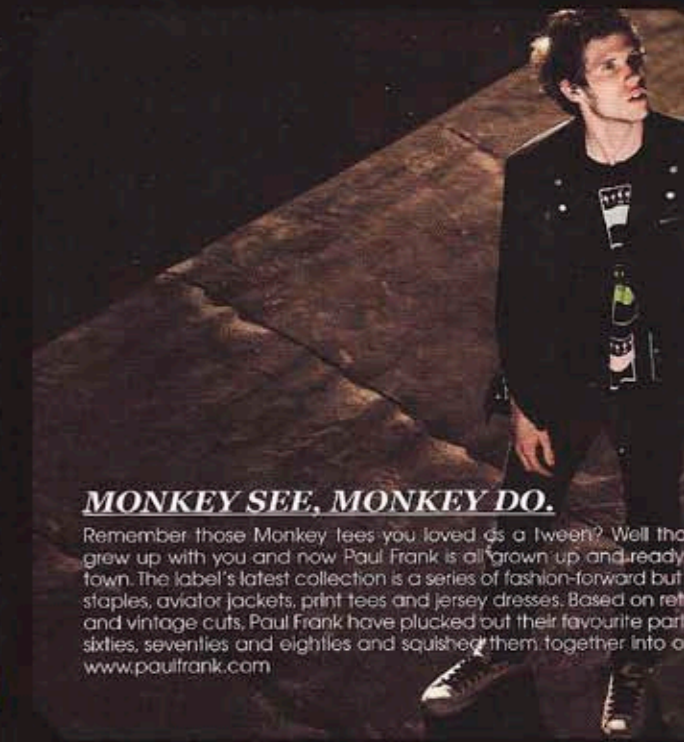 MONKEY SEE, MONKEY DO.
Remember those Monkey tees you loved as a tween? Well
grew up with you and now Paul Frank is all grown up and ready
town. The label's latest collection is a series of fashion-forward but
staples, aviator jackets, print tees and jersey dresses. Based on
and vintage cuts, Paul Frank have plucked out their favourite
sixties, seventies and eighties and squished them together into
www.paulfrank.com